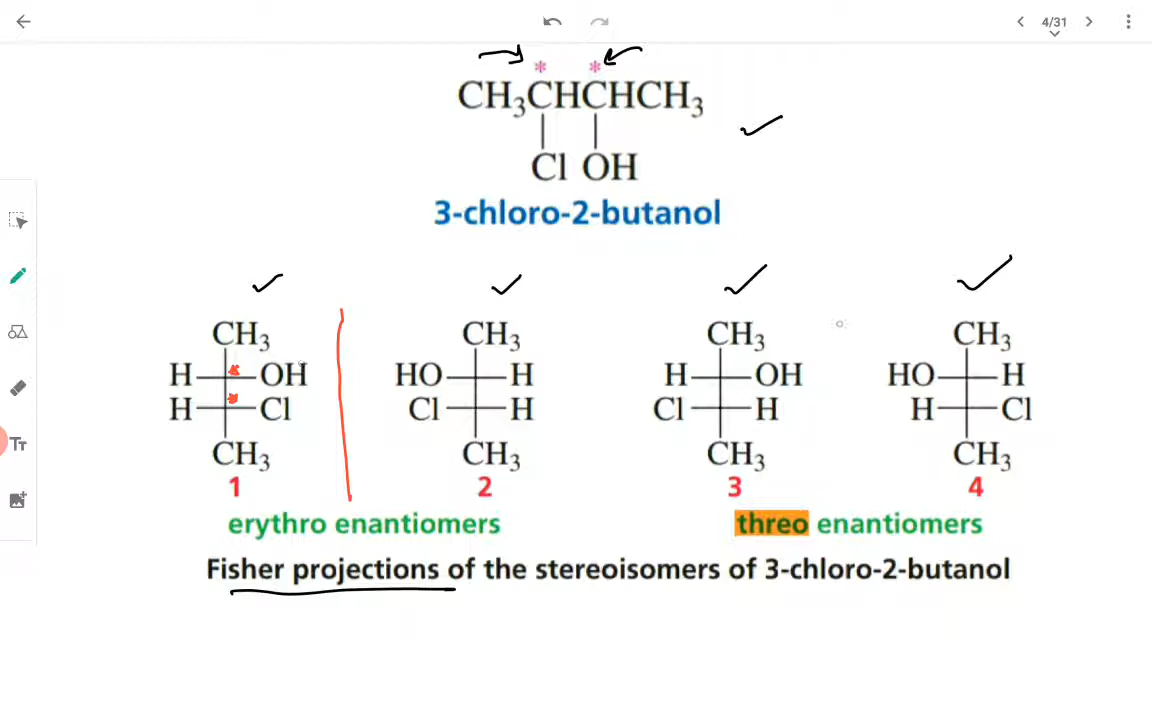 4/31
* *
CH₃CHCHCH₃
Cl OH
3-chloro-2-butanol
CH₃ CH₃ CH₃ CH₃
H OH HO H H OH HO H
H Cl Cl H Cl H H Cl
CH₃ CH₃ CH₃ CH₃
1 2 3 4
erythro enantiomers threo enantiomers
Fisher projections of the stereoisomers of 3-chloro-2-butanol
Tт